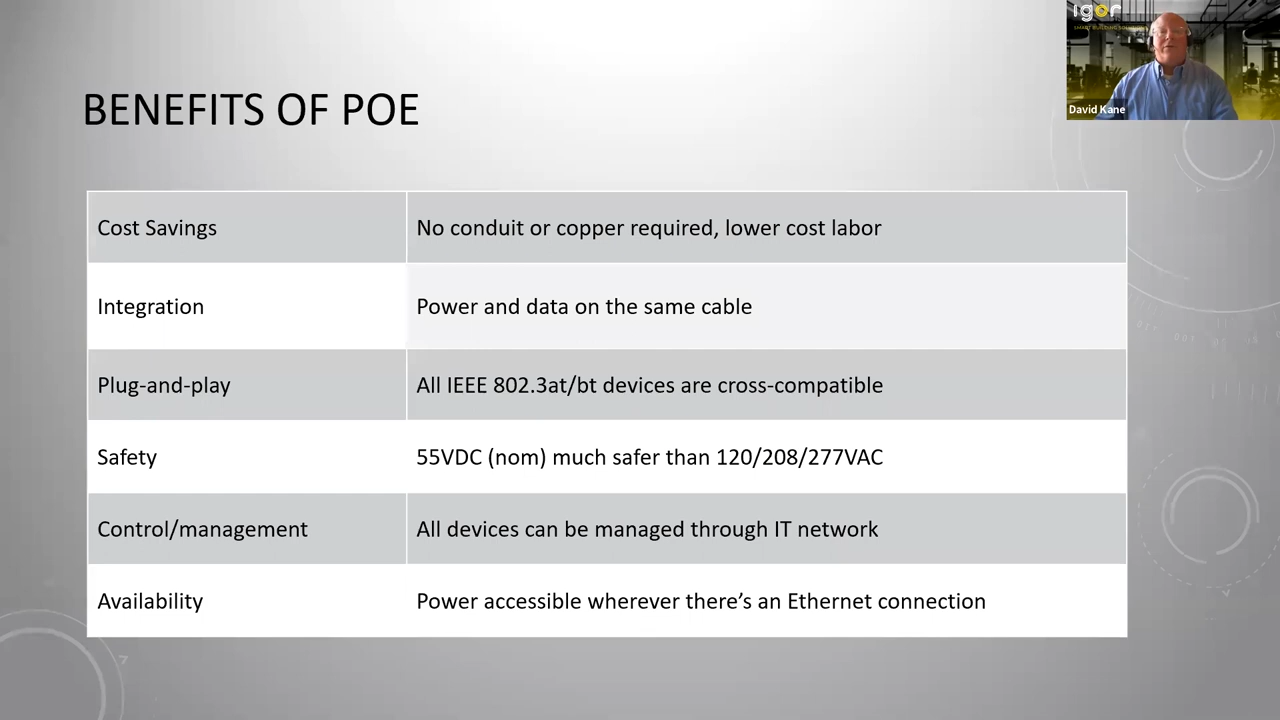 igor
SMART BUILDING SOLUTIONS
David Kane
BENEFITS OF POE
Cost Savings
No conduit or copper required, lower cost labor
Integration
Power and data on the same cable
Plug-and-play
All IEEE 802.3at/bt devices are cross-compatible
Safety
55VDC (nom) much safer than 120/208/277VAC
Control/management
All devices can be managed through IT network
Availability
Power accessible wherever there’s an Ethernet connection